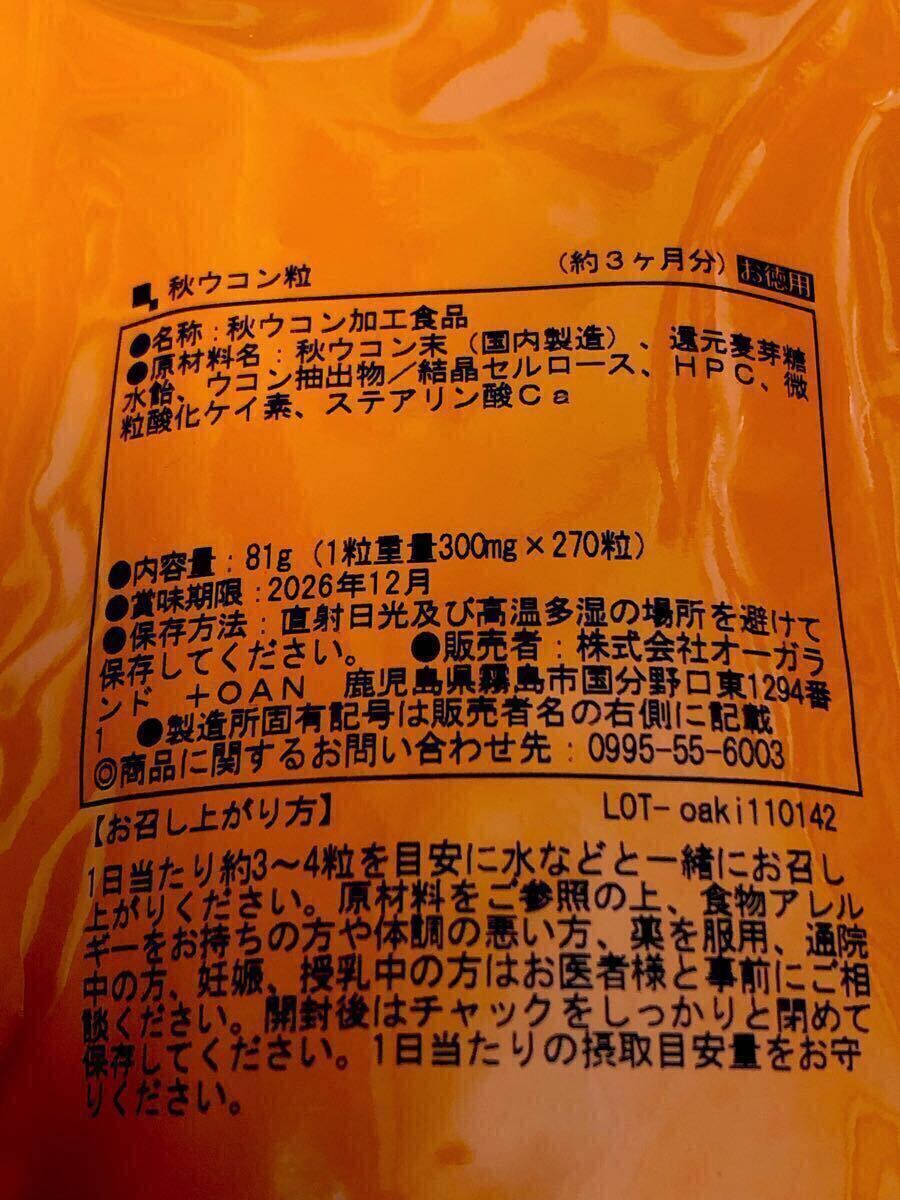 秋ウコン粒 (約3ヶ月分) お徳用
●名称：秋ウコン加工食品
●原材料名：秋ウコン末（国内製造）、還元麦芽糖
水飴、ウコン抽出物／結晶セルロース、ＨＰＣ、微
粒酸化ケイ素、ステアリン酸Ｃａ
●内容量：81g（1粒重量300mg×270粒）
●賞味期限：2026年12月
●保存方法：直射日光及び高温多湿の場所を避けて
保存してください。 ●販売者：株式会社オーガラ
ンド ＋ＯＡＮ 鹿児島県霧島市国分野口東1294番
1 ●製造所固有記号は販売者名の右側に記載
◎商品に関するお問い合わせ先：0995-55-6003
【お召し上がり方】 LOT- oaki110142
1日当たり約3～4粒を目安に水などと一緒にお召し
上がりください。原材料をご参照の上、食物アレル
ギーをお持ちの方や体調の悪い方、薬を服用、通院
中の方、妊娠、授乳中の方はお医者様と事前にご相
談ください。開封後はチャックをしっかりと閉めて
保存してください。1日当たりの摂取目安量をお守
りください。